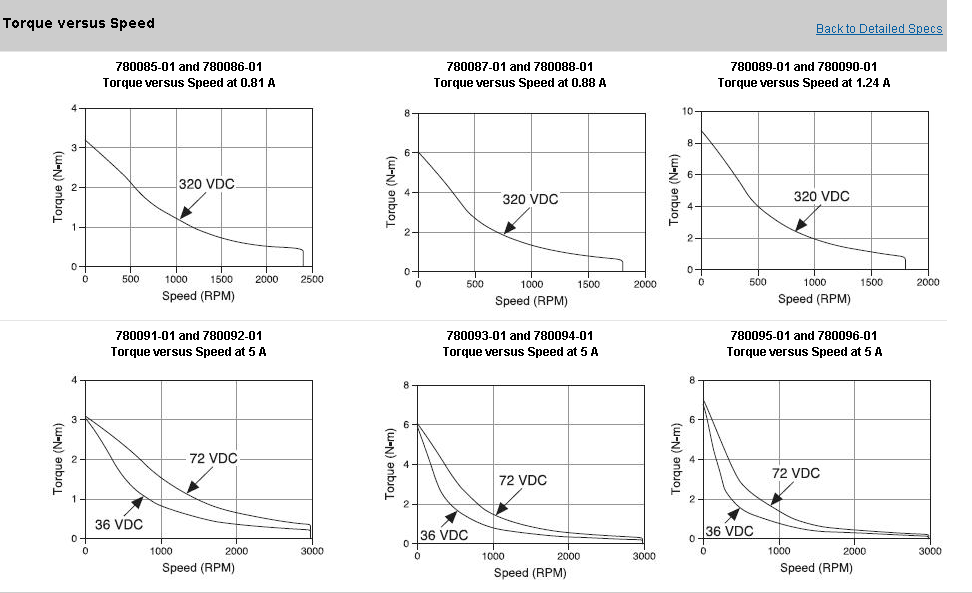 Torque versus Speed
Back to Detailed Specs
780085-01 and 780086-01
Torque versus Speed at 0.81 A
4
3
2
1
0
Torque (N•m)
320 VDC
0 500 1000 1500 2000 2500
Speed (RPM)
780087-01 and 780088-01
Torque versus Speed at 0.88 A
8
6
4
2
0
Torque (N•m)
320 VDC
0 500 1000 1500 2000
Speed (RPM)
780089-01 and 780090-01
Torque versus Speed at 1.24 A
10
8
6
4
2
0
Torque (N•m)
320 VDC
0 500 1000 1500 2000
Speed (RPM)
780091-01 and 780092-01
Torque versus Speed at 5 A
4
3
2
1
0
Torque (N•m)
72 VDC
36 VDC
0 1000 2000 3000
Speed (RPM)
780093-01 and 780094-01
Torque versus Speed at 5 A
8
6
4
2
0
Torque (N•m)
72 VDC
36 VDC
0 1000 2000 3000
Speed (RPM)
780095-01 and 780096-01
Torque versus Speed at 5 A
8
6
4
2
0
Torque (N•m)
72 VDC
36 VDC
0 1000 2000 3000
Speed (RPM)